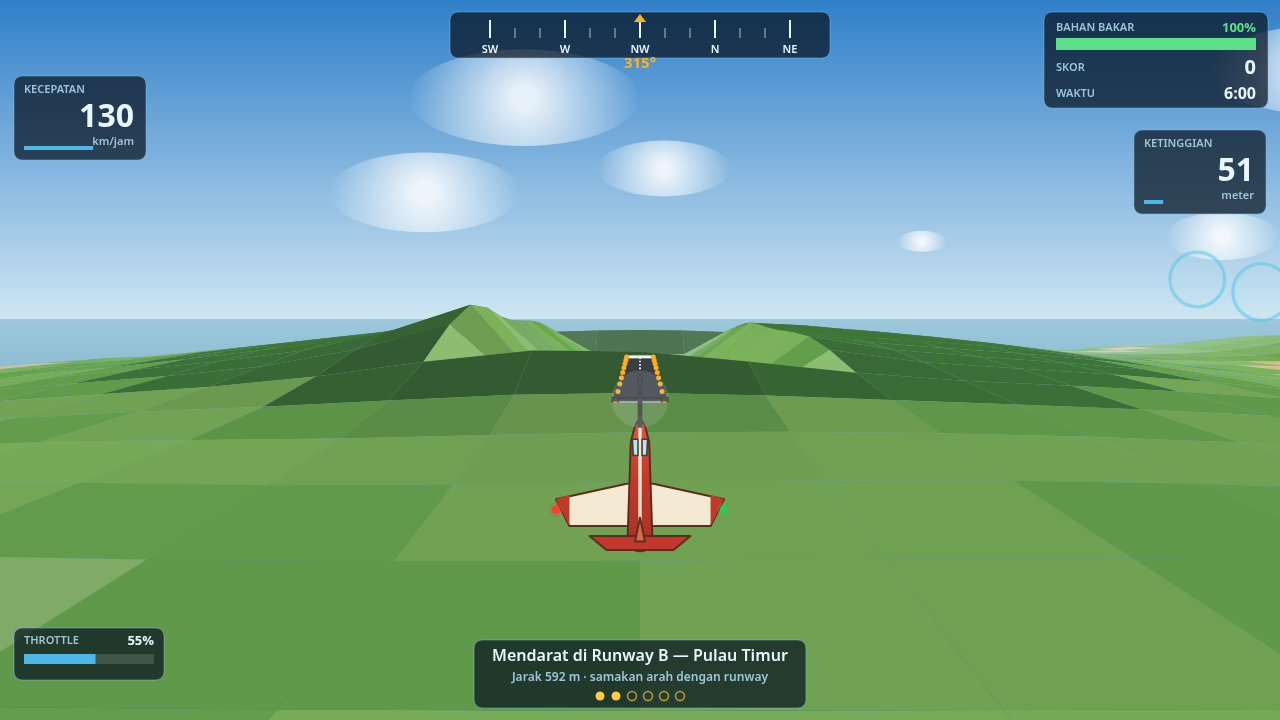 SW W NW N NE
315°
BAHAN BAKAR 100%
SKOR 0
WAKTU 6:00
KECEPATAN
130
km/jam
KETINGGIAN
51
meter
THROTTLE 55%
Mendarat di Runway B — Pulau Timur
Jarak 592 m · samakan arah dengan runway